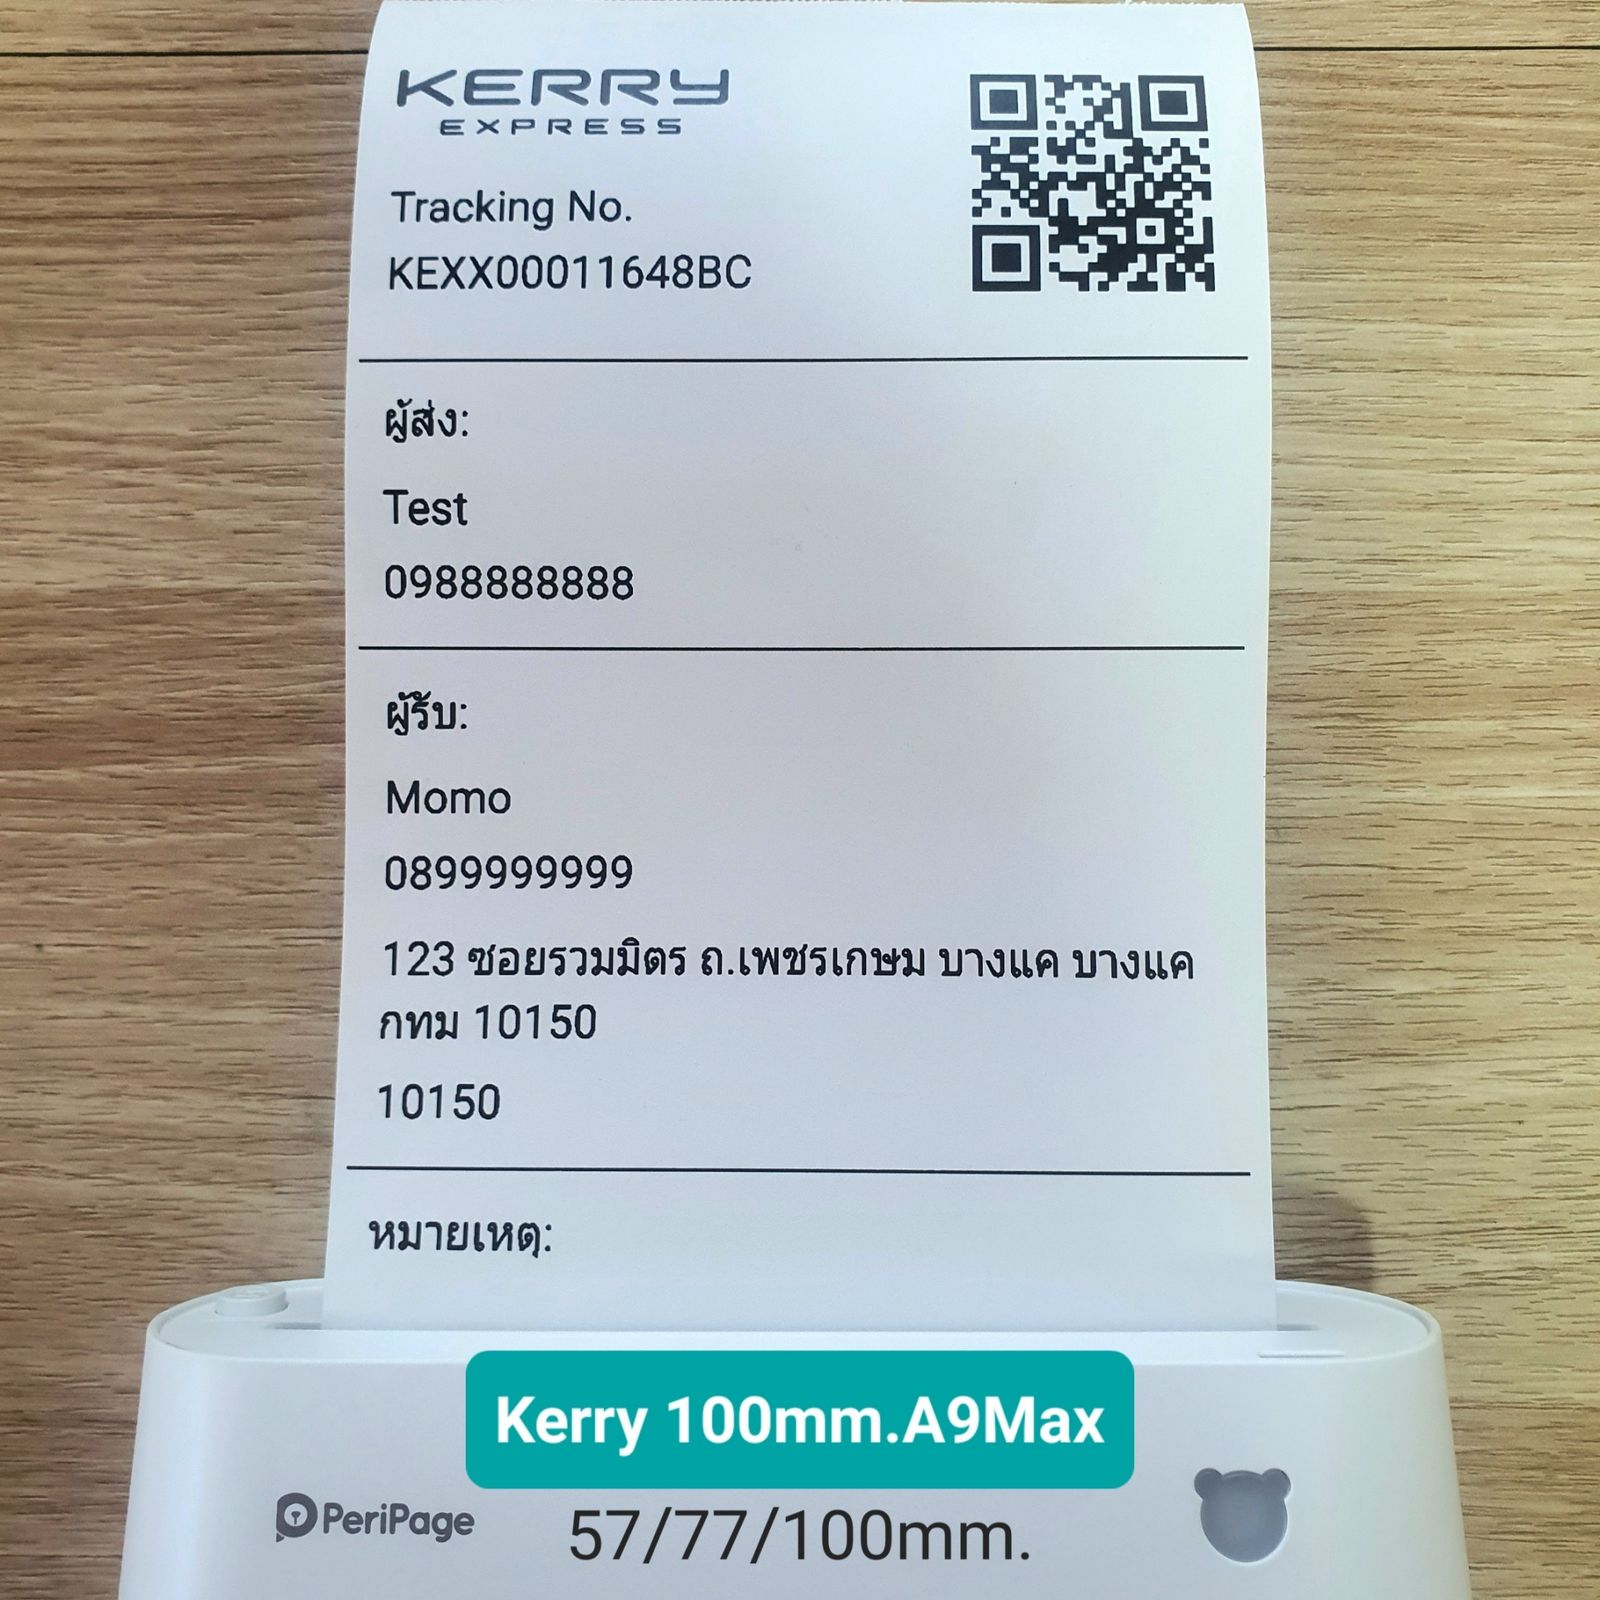 KERRY
EXPRESS
Tracking No.
KEXX00011648BC
ผู้ส่ง:
Test
0988888888
ผู้รับ:
Momo
0899999999
123 ซอยรวมมิตร ถ.เพชรเกษม บางแค บางแค
กทม 10150
10150
หมายเหตุ:
Kerry 100mm.A9Max
PeriPage
57/77/100mm.